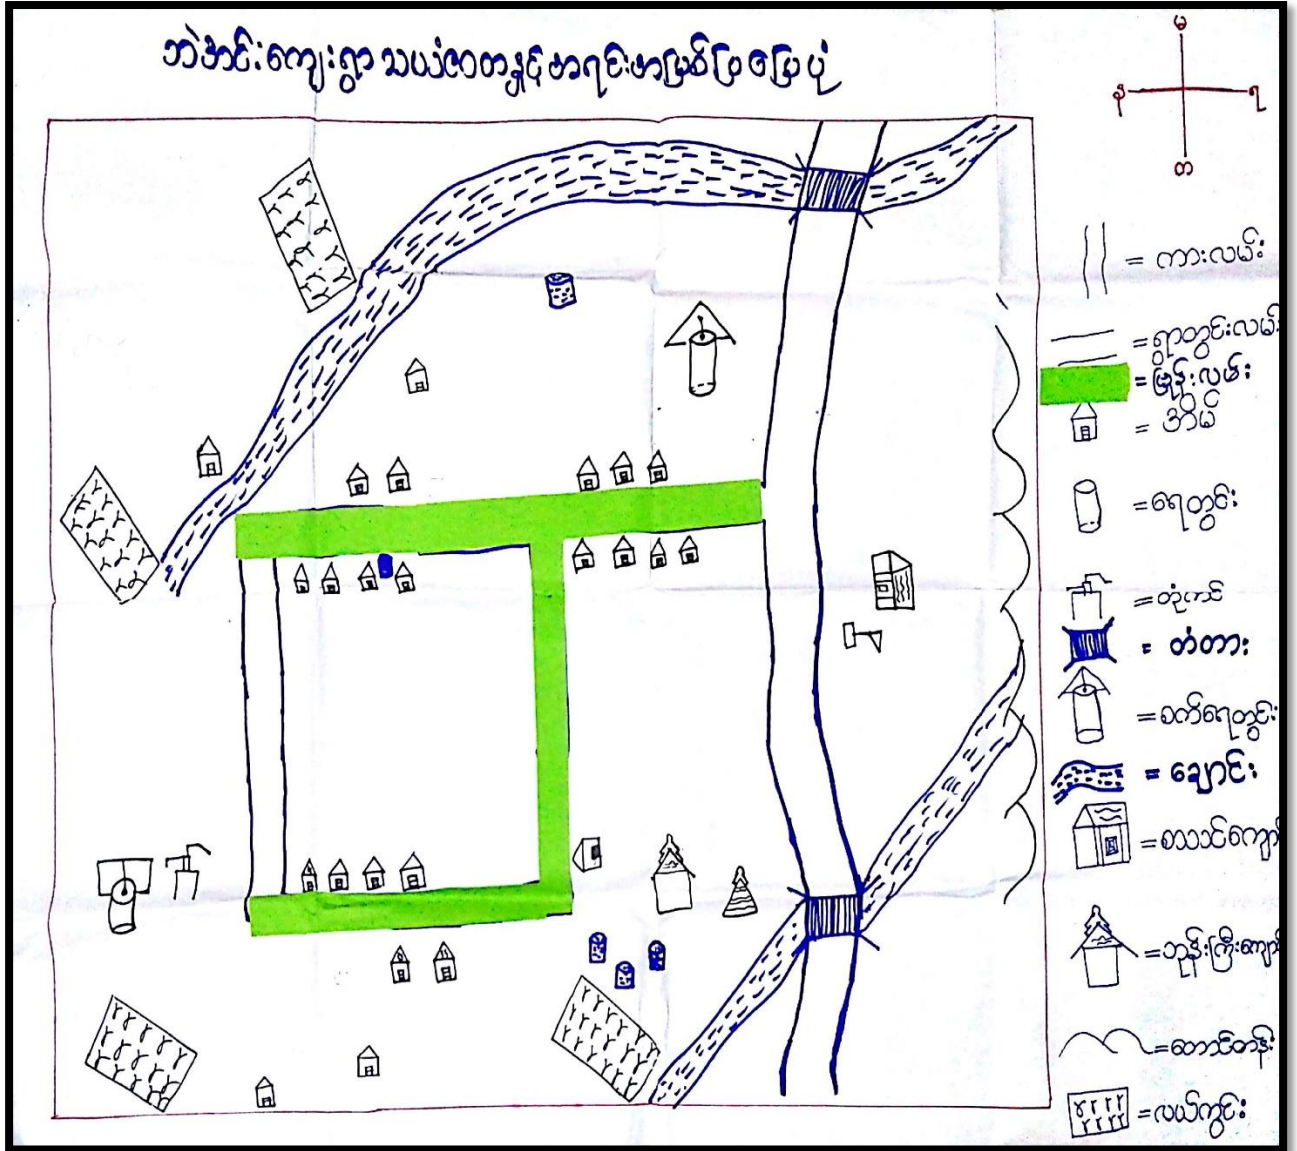 ဘဲအင်းကျေးရွာ သယံဇာတနှင့် အရင်းအမြစ်ပြ မြေပုံ
မ
န
ရ
တ
= ကားလမ်း
= ရွာတွင်းလမ်း
= မြုန်းလမ်း
= အိမ်
= ရေတွင်း
= တုံကင်
= တံတား
= စက်ရေတွင်း
= ချောင်း
= စာသင်ကျော
= ဘုန်းကြီးကျော
= တောင်တန်း
= လယ်ကွင်း